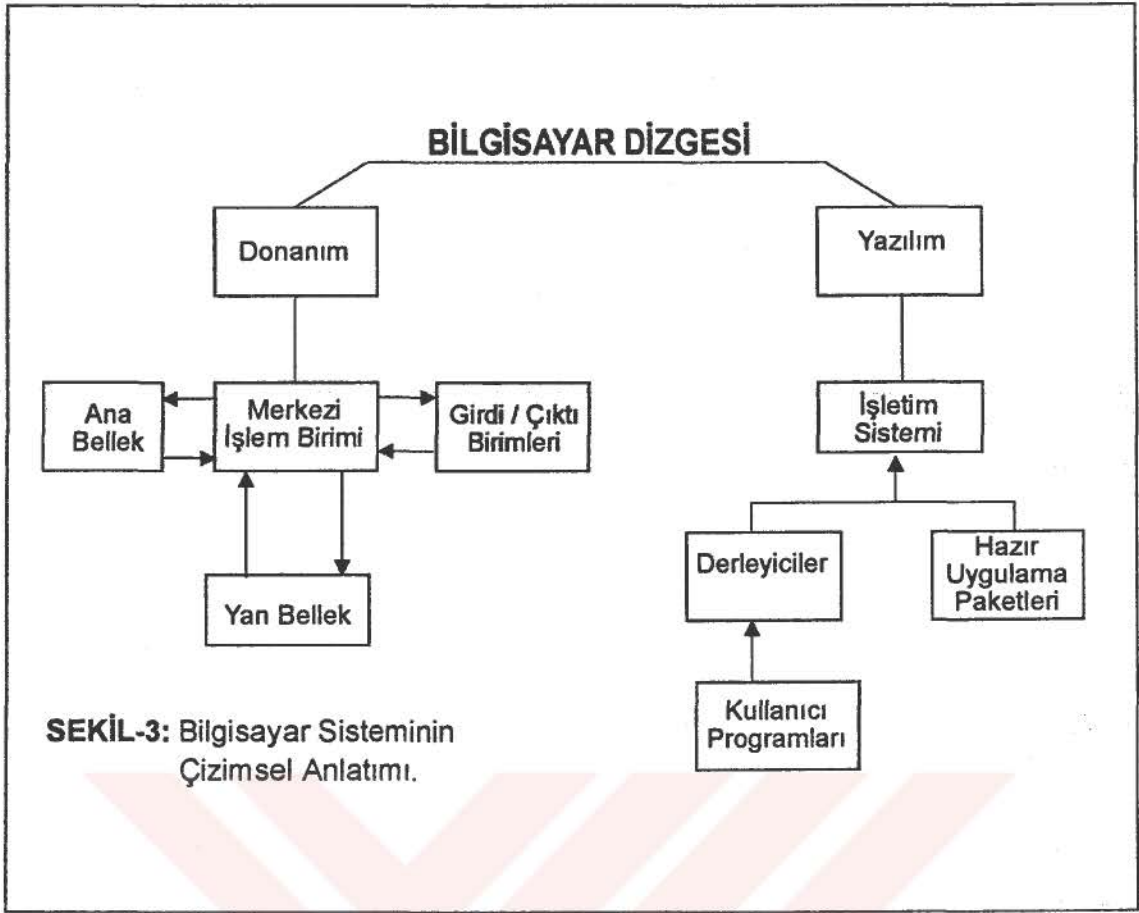 BİLGİSAYAR DİZGESİ
Donanım
Yazılım
Ana
Bellek
Merkezi
İşlem Birimi
Girdi / Çıktı
Birimleri
İşletim
Sistemi
Yan Bellek
Derleyiciler
Hazır
Uygulama
Paketleri
Kullanıcı
Programları
SEKİL-3: Bilgisayar Sisteminin
Çizimsel Anlatımı.